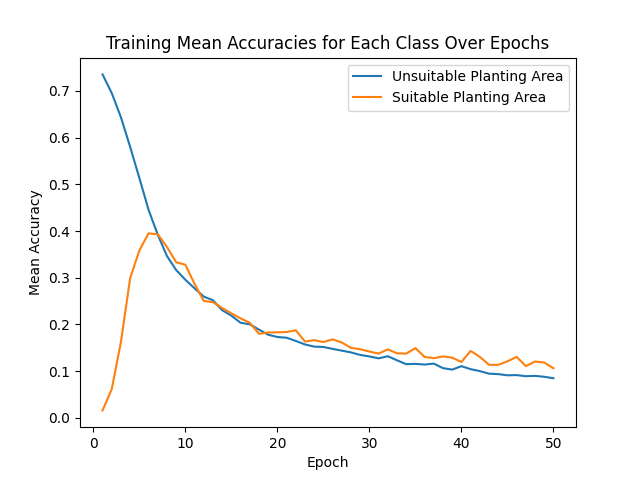 Training Mean Accuracies for Each Class Over Epochs
Unsuitable Planting Area
Suitable Planting Area
Mean Accuracy
0.7
0.6
0.5
0.4
0.3
0.2
0.1
0.0
0 10 20 30 40 50
Epoch